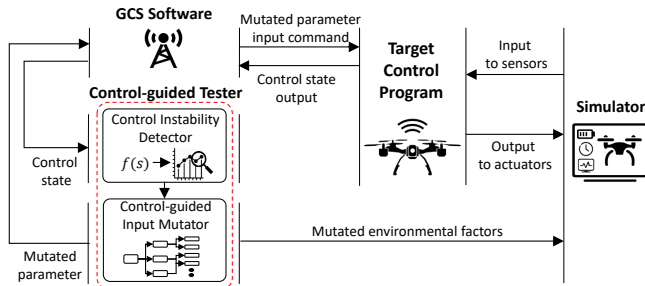 GCS Software
Mutated parameter
input command
Control state
output
Target
Control
Program
Input
to sensors
Output
to actuators
Simulator
Control-guided Tester
Control Instability
Detector
f(s)
Control
state
Control-guided
Input Mutator
Mutated
parameter
Mutated environmental factors